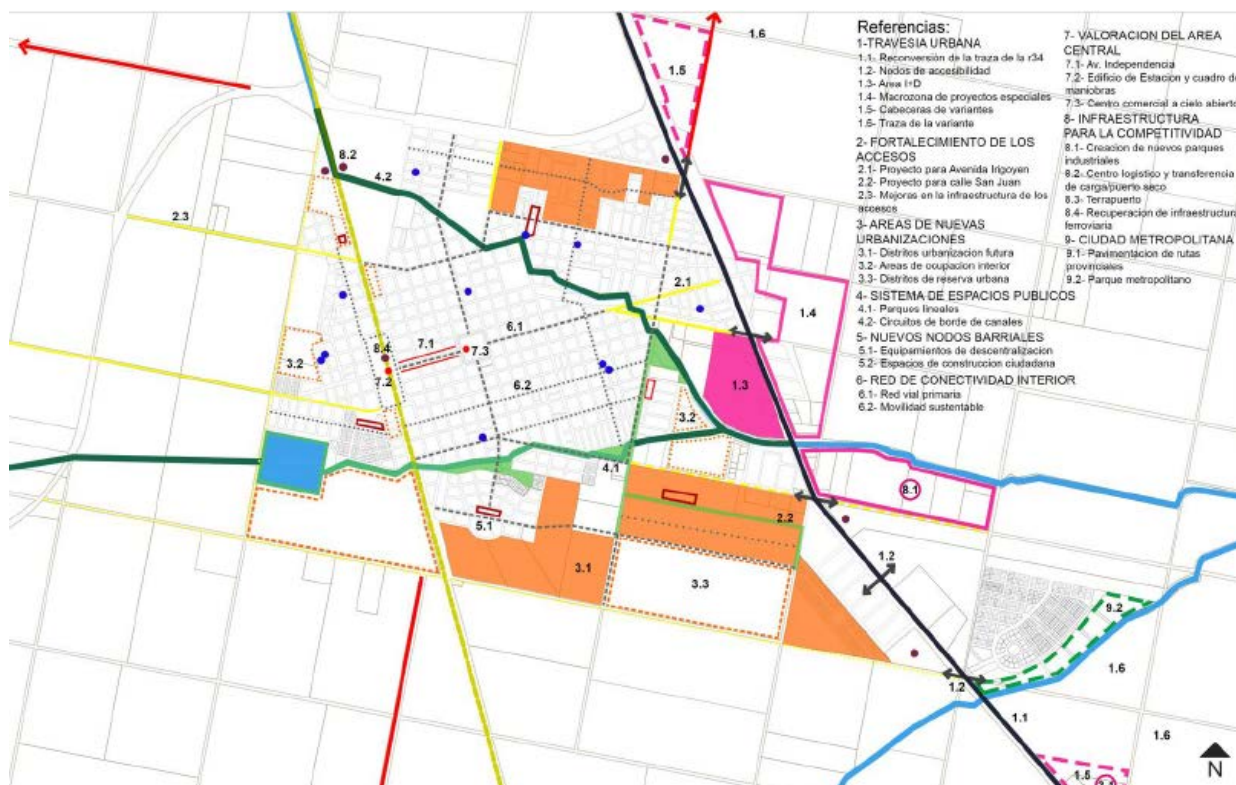 Referencias:
1-TRAVESIA URBANA
1.1- Reconversión de la traza de la r34
1.2- Nodos de accesibilidad
1.3- Area I+D
1.4- Macrozona de proyectos especiales
1.5- Cabeceras de variantes
1.6- Traza de la variante
2- FORTALECIMIENTO DE LOS
ACCESOS
2.1- Proyecto para Avenida Irigoyen
2.2- Proyecto para calle San Juan
2.3- Mejoras en la infraestructura de los
accesos
3- AREAS DE NUEVAS
URBANIZACIONES
3.1- Distritos urbanizacion futura
3.2- Areas de ocupacion interior
3.3- Distritos de reserva urbana
4- SISTEMA DE ESPACIOS PUBLICOS
4.1- Parques lineales
4.2- Circuitos de borde de canales
5- NUEVOS NODOS BARRIALES
5.1- Equipamientos de descentralizacion
5.2- Espacios de construccion ciudadana
6- RED DE CONECTIVIDAD INTERIOR
6.1- Red vial primaria
6.2- Movilidad sustentable
7- VALORACION DEL AREA
CENTRAL
7.1- Av. Independencia
7.2- Edificio de Estacion y cuadro de
maniobras
7.3- Centro comercial a cielo abierto
8- INFRAESTRUCTURA
PARA LA COMPETITIVIDAD
8.1- Creacion de nuevos parques
industriales
8.2- Centro logístico y transferencia
de carga/puerto seco
8.3- Terrapuerto
8.4- Recuperacion de infraestructura
ferroviaria
9- CIUDAD METROPOLITANA
9.1- Pavimentacion de rutas
provinciales
9.2- Parque metropolitano
1.6
1.5
8.2
4.2
2.3
2.1
1.4
6.1
7.1
7.3
8.4
3.2
7.2
6.2
1.3
3.2
4.1
8.1
2.2
5.1
3.1
3.3
1.2
9.2
1.6
1.2
1.1
1.6
1.5
N